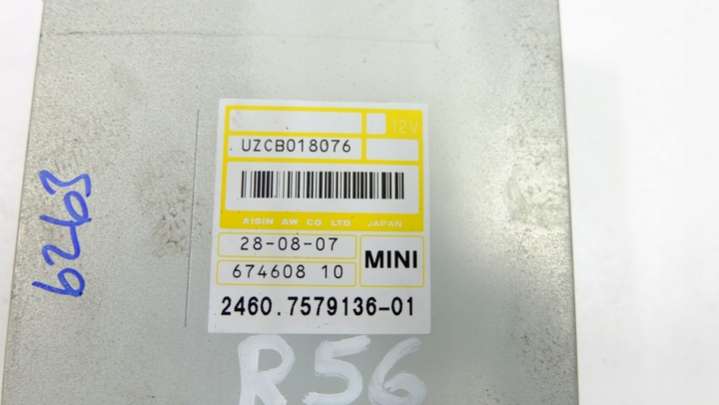 12V
UZCB018076
AISIN AW CO LTD JAPAN
28-08-07
674608 10
MINI
2460.7579136-01
R56
6263